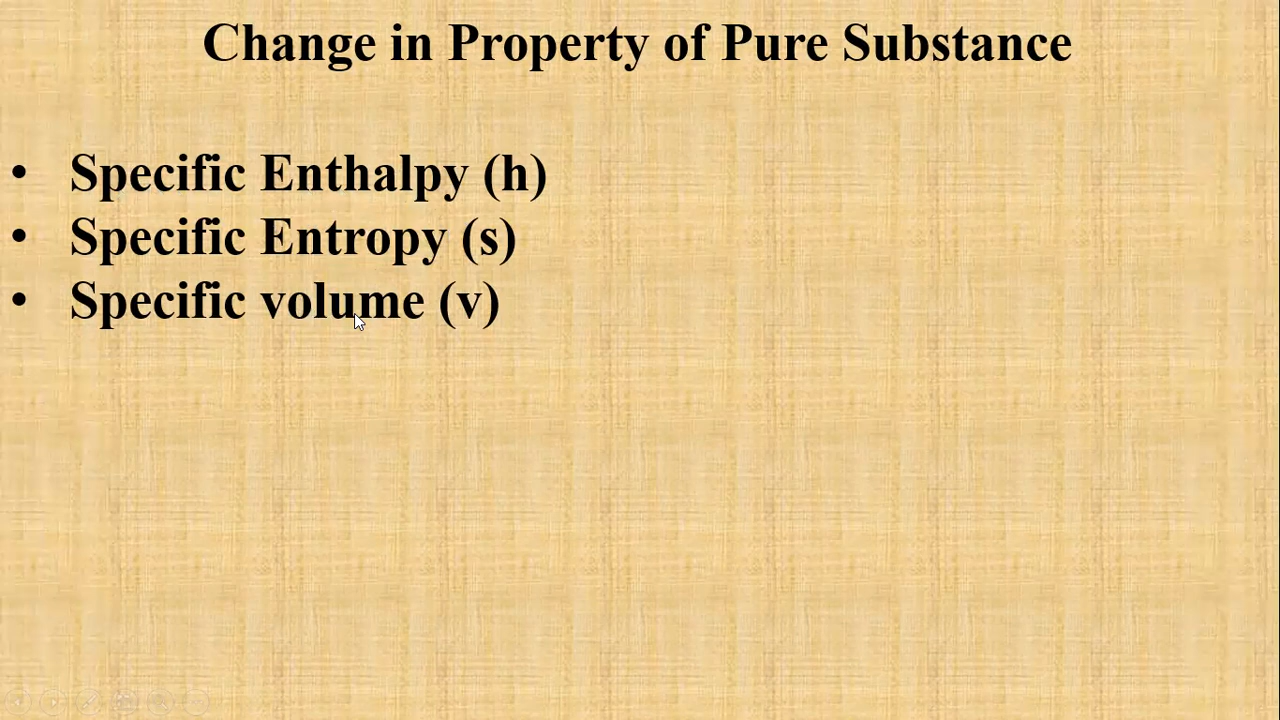 Change in Property of Pure Substance
• Specific Enthalpy (h)
• Specific Entropy (s)
• Specific volume (v)